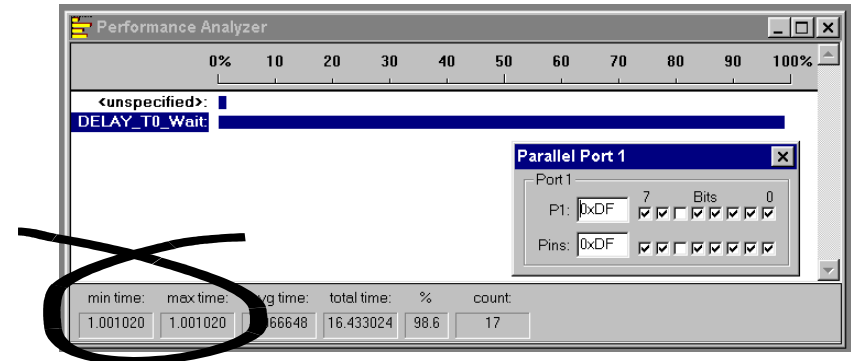 Performance Analyzer
0% 10 20 30 40 50 60 70 80 90 100%
<unspecified>:
DELAY_T0_Wait:
Parallel Port 1
Port 1
7 Bits 0
P1: 0xDF
Pins: 0xDF
min time: max time: time: total time: % count:
1.001020 1.001020 16.433024 98.6 17